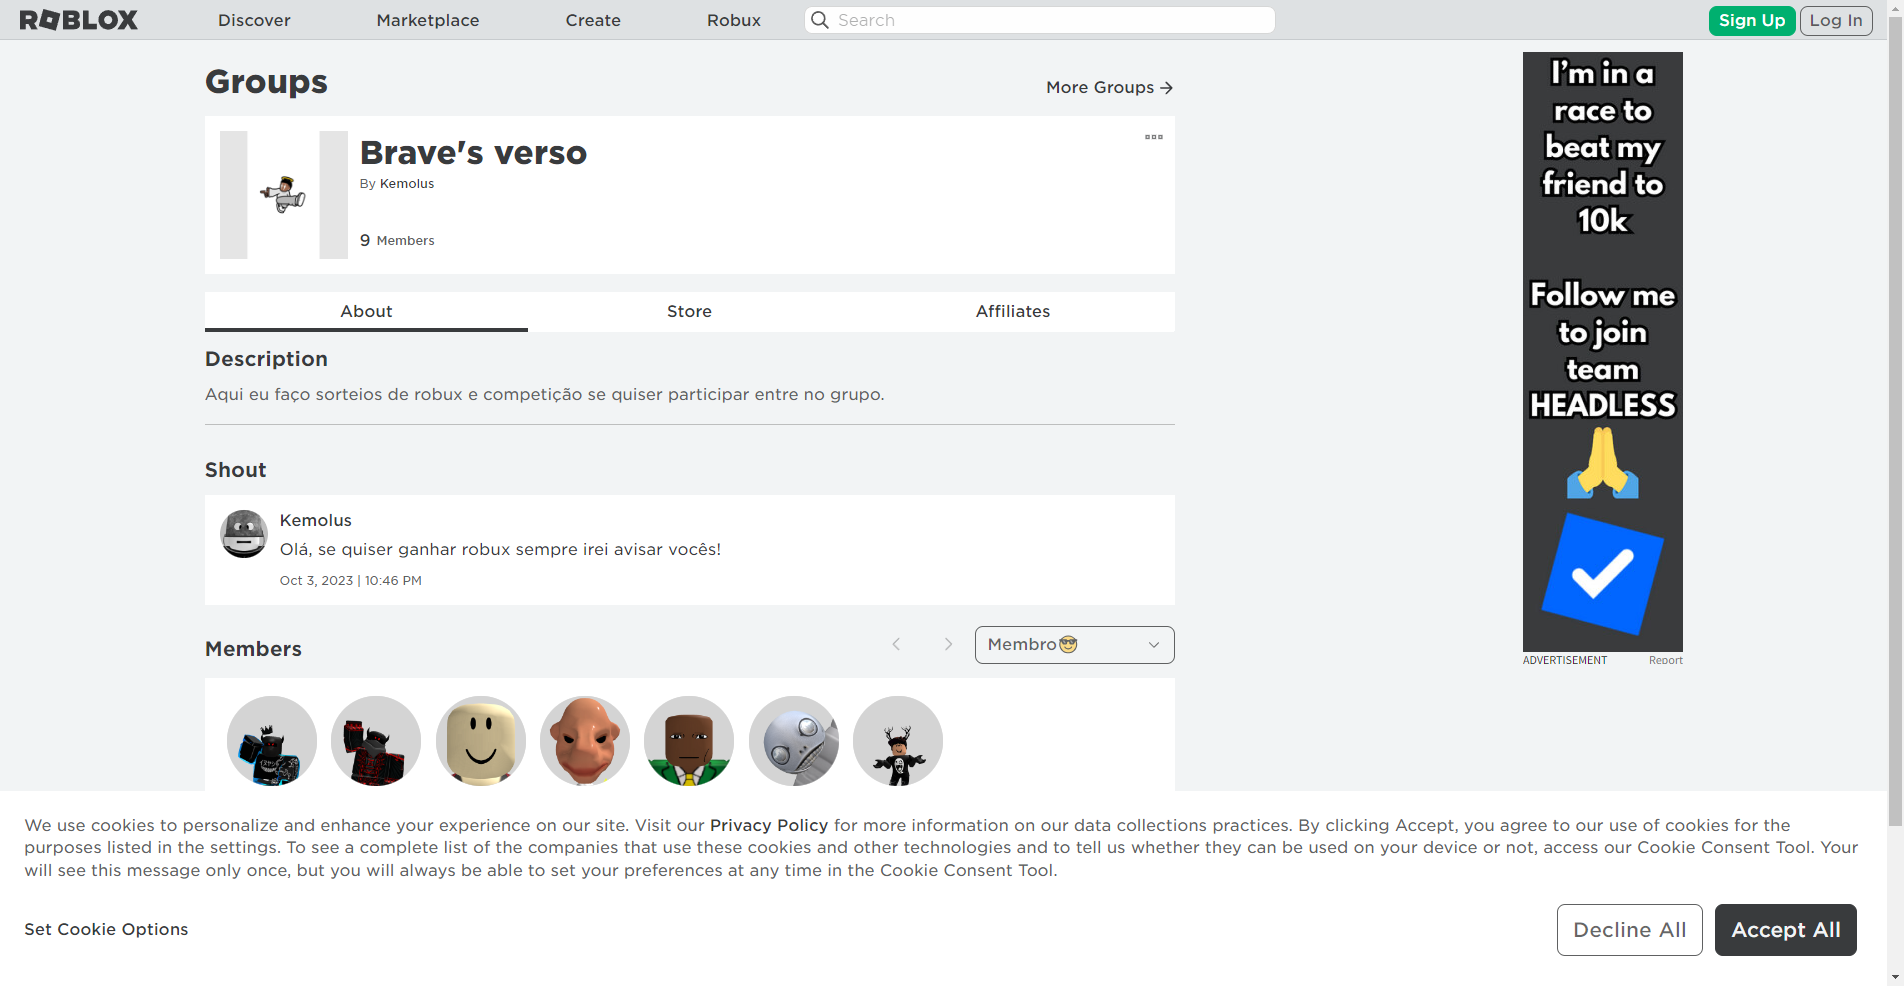 ROBLOX
Discover
Marketplace
Create
Robux
Search
Sign Up
Log In
Groups
More Groups
Brave's verso
By Kemolus
9 Members
About
Store
Affiliates
Description
Aqui eu faço sorteios de robux e competição se quiser participar entre no grupo.
Shout
Kemolus
Olá, se quiser ganhar robux sempre irei avisar vocês!
Oct 3, 2023 | 10:46 PM
Members
Membro😎
I'm in a
race to
beat my
friend to
10k
Follow me
to join
team
HEADLESS
ADVERTISEMENT
Report
We use cookies to personalize and enhance your experience on our site. Visit our Privacy Policy for more information on our data collections practices. By clicking Accept, you agree to our use of cookies for the
purposes listed in the settings. To see a complete list of the companies that use these cookies and other technologies and to tell us whether they can be used on your device or not, access our Cookie Consent Tool. Your
will see this message only once, but you will always be able to set your preferences at any time in the Cookie Consent Tool.
Set Cookie Options
Decline All
Accept All